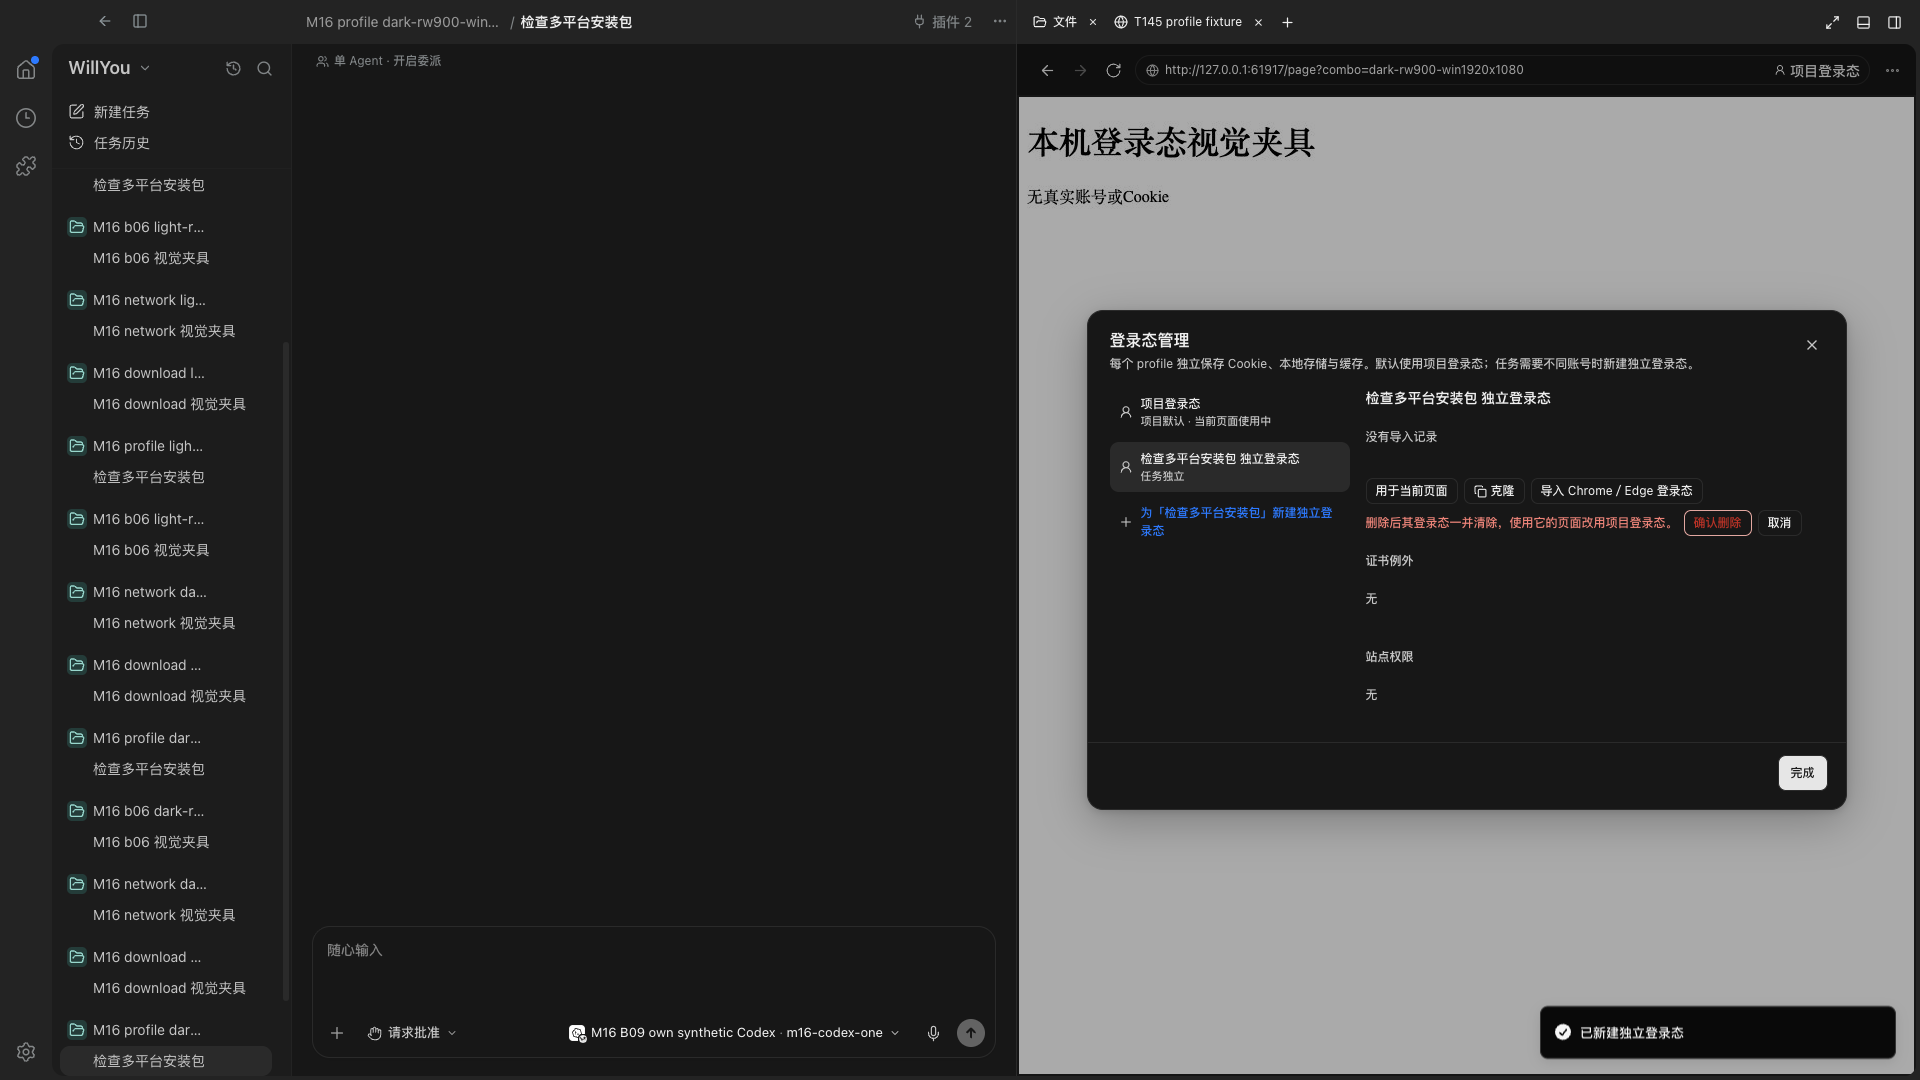 M16 profile dark-rw900-win... / 检查多平台安装包
插件 2
文件
T145 profile fixture
WillYou
新建任务
任务历史
检查多平台安装包
M16 b06 light-r...
M16 b06 视觉夹具
M16 network lig...
M16 network 视觉夹具
M16 download l...
M16 download 视觉夹具
M16 profile ligh...
检查多平台安装包
M16 b06 light-r...
M16 b06 视觉夹具
M16 network da...
M16 network 视觉夹具
M16 download ...
M16 download 视觉夹具
M16 profile dar...
检查多平台安装包
M16 b06 dark-r...
M16 b06 视觉夹具
M16 network da...
M16 network 视觉夹具
M16 download ...
M16 download 视觉夹具
M16 profile dar...
检查多平台安装包
单 Agent · 开启委派
随心输入
请求批准
M16 B09 own synthetic Codex · m16-codex-one
http://127.0.0.1:61917/page?combo=dark-rw900-win1920x1080
项目登录态
本机登录态视觉夹具
无真实账号或Cookie
登录态管理
每个 profile 独立保存 Cookie、本地存储与缓存。默认使用项目登录态；任务需要不同账号时新建独立登录态。
项目登录态
项目默认 · 当前页面使用中
检查多平台安装包 独立登录态
任务独立
为「检查多平台安装包」新建独立登
录态
检查多平台安装包 独立登录态
没有导入记录
用于当前页面
克隆
导入 Chrome / Edge 登录态
删除后其登录态一并清除，使用它的页面改用项目登录态。
确认删除
取消
证书例外
无
站点权限
无
完成
已新建独立登录态